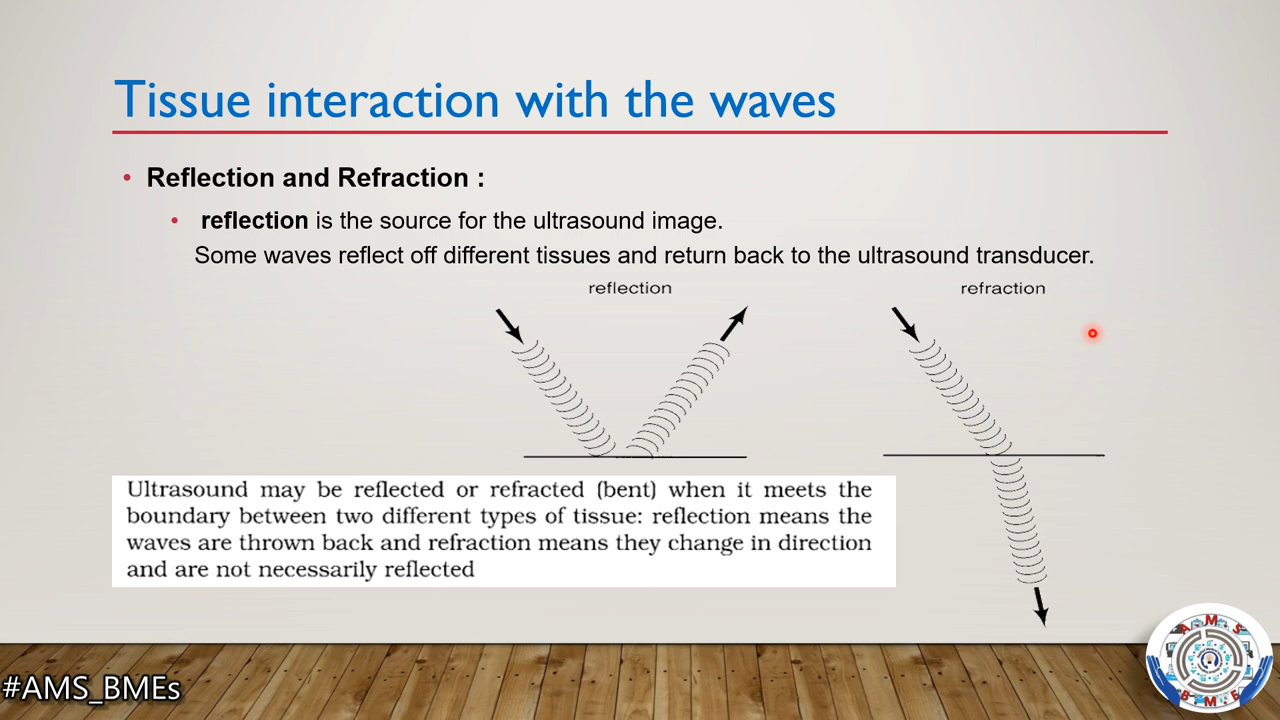 Tissue interaction with the waves
• Reflection and Refraction :
• reflection is the source for the ultrasound image.
Some waves reflect off different tissues and return back to the ultrasound transducer.
reflection
refraction
Ultrasound may be reflected or refracted (bent) when it meets the
boundary between two different types of tissue: reflection means the
waves are thrown back and refraction means they change in direction
and are not necessarily reflected
#AMS_BMEs
AMS
BME